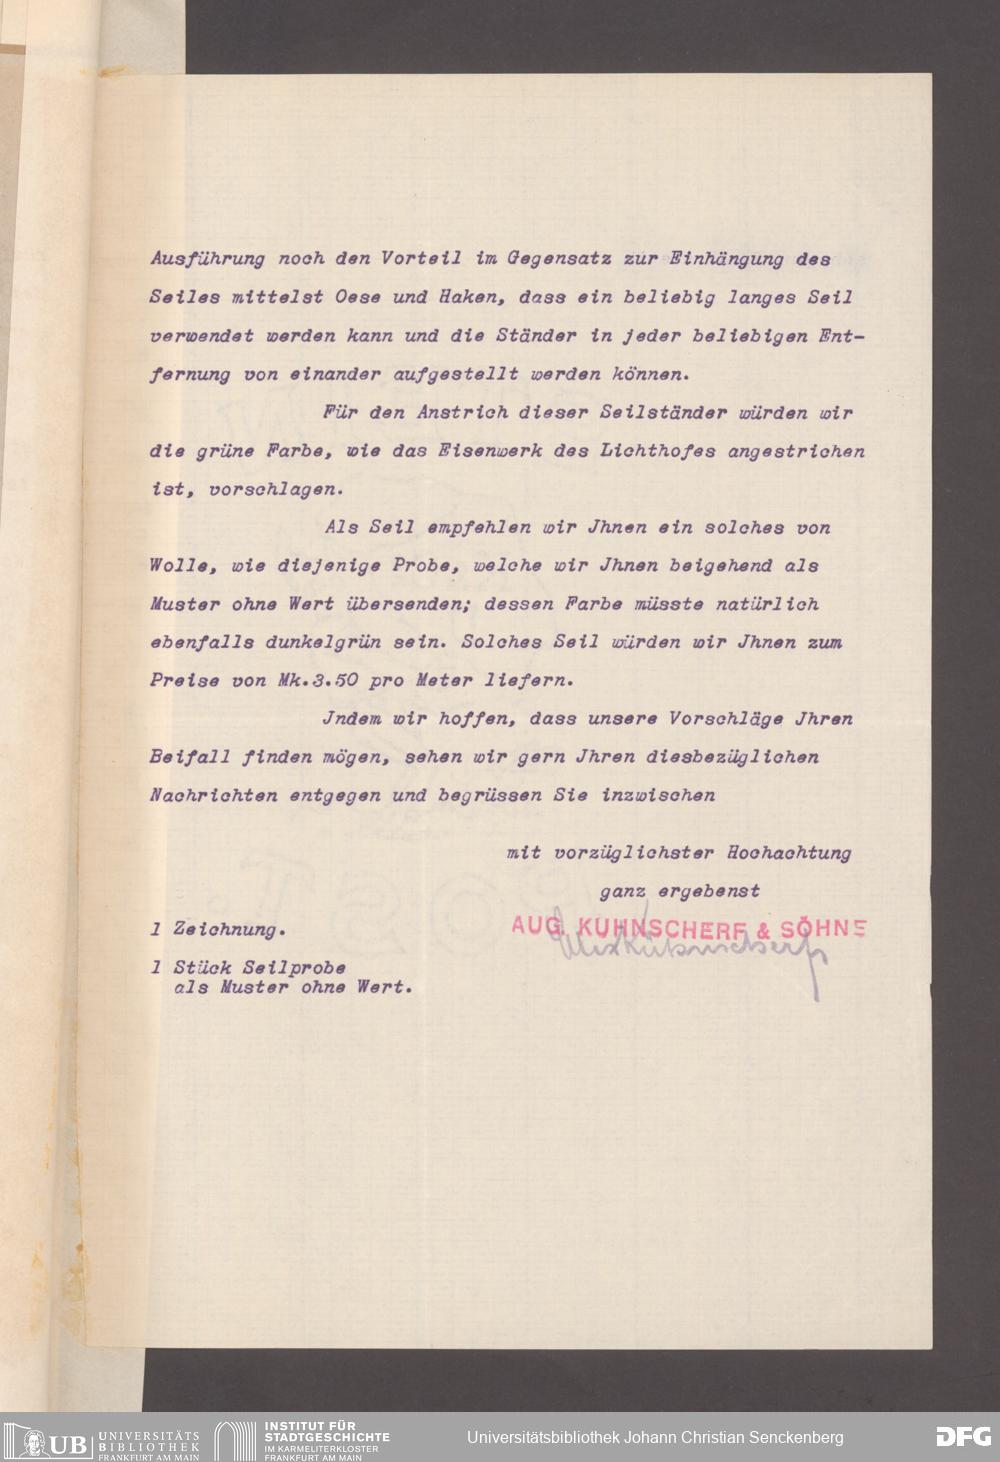 Ausführung noch den Vorteil im Gegensatz zur Einhängung des
Seiles mittelst Oese und Haken, dass ein beliebig langes Seil
verwendet werden kann und die Ständer in jeder beliebigen Ent-
fernung von einander aufgestellt werden können.
Für den Anstrich dieser Seilständer würden wir
die grüne Farbe, wie das Eisenwerk des Lichthofes angestrichen
ist, vorschlagen.
Als Seil empfehlen wir Jhnen ein solches von
Wolle, wie diejenige Probe, welche wir Jhnen beigehend als
Muster ohne Wert übersenden; dessen Farbe müsste natürlich
ebenfalls dunkelgrün sein. Solches Seil würden wir Jhnen zum
Preise von Mk.3.50 pro Meter liefern.
Jndem wir hoffen, dass unsere Vorschläge Jhren
Beifall finden mögen, sehen wir gern Jhren diesbezüglichen
Nachrichten entgegen und begrüssen Sie inzwischen
mit vorzüglichster Hochachtung
ganz ergebenst
AUG. KUHNSCHERF & SÖHNE
1 Zeichnung.
1 Stück Seilprobe
als Muster ohne Wert.
UB UNIVERSITÄTS
BIBLIOTHEK
FRANKFURT AM MAIN
INSTITUT FÜR
STADTGESCHICHTE
IM KARMELITERKLOSTER
FRANKFURT AM MAIN
Universitätsbibliothek Johann Christian Senckenberg
DFG